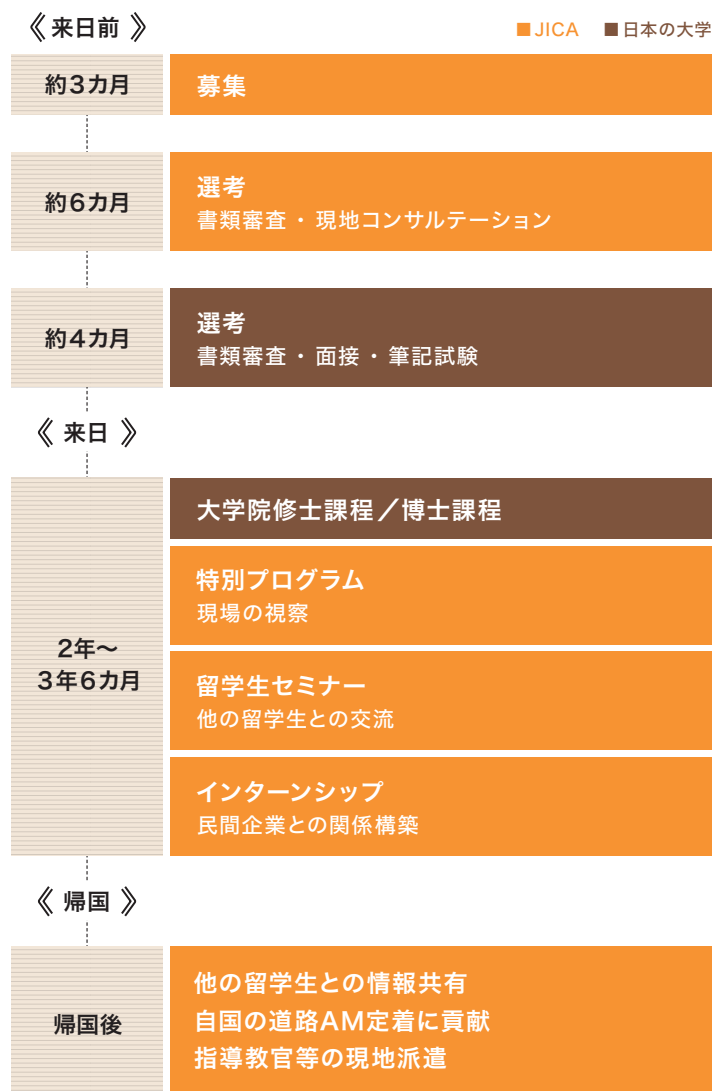 《 来日前 》
■JICA ■日本の大学
約3カ月
募集
約6カ月
選考
書類審査 ・ 現地コンサルテーション
約4カ月
選考
書類審査 ・ 面接 ・ 筆記試験
《 来日 》
2年～
3年6カ月
大学院修士課程／博士課程
特別プログラム
現場の視察
留学生セミナー
他の留学生との交流
インターンシップ
民間企業との関係構築
《 帰国 》
帰国後
他の留学生との情報共有
自国の道路AM定着に貢献
指導教官等の現地派遣